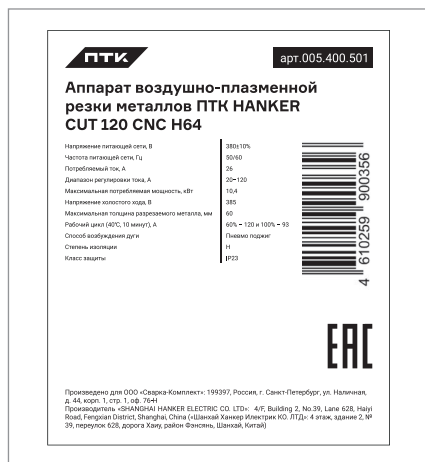 ПТК
арт.005.400.501
Аппарат воздушно-плазменной
резки металлов ПТК HANKER
CUT 120 CNC H64
Напряжение питающей сети, В 380±10%
Частота питающей сети, Гц 50/60
Потребляемый ток, А 26
Диапазон регулировки тока, А 20–120
Максимальная потребляемая мощность, кВт 10,4
Напряжение холостого хода, В 385
Максимальная толщина разрезаемого металла, мм 60
Рабочий цикл (40℃, 10 минут), А 60% – 120 и 100% – 93
Способ возбуждения дуги Пневмо поджиг
Степень изоляции H
Класс защиты IP23
4 610259 900356
EAC
Произведено для ООО «Сварка-Комплект»: 199397, Россия, г. Санкт-Петербург, ул. Наличная,
д. 44, корп. 1, стр. 1, оф. 76-Н
Производитель «SHANGHAI HANKER ELECTRIC CO. LTD»: 4/F, Building 2, No.39, Lane 628, Haiyi
Road, Fengxian District, Shanghai, China («Шанхай Ханкер Илектрик КО. ЛТД»: 4 этаж, здание 2, №
39, переулок 628, дорога Хаиу, район Фэнсянь, Шанхай, Китай)